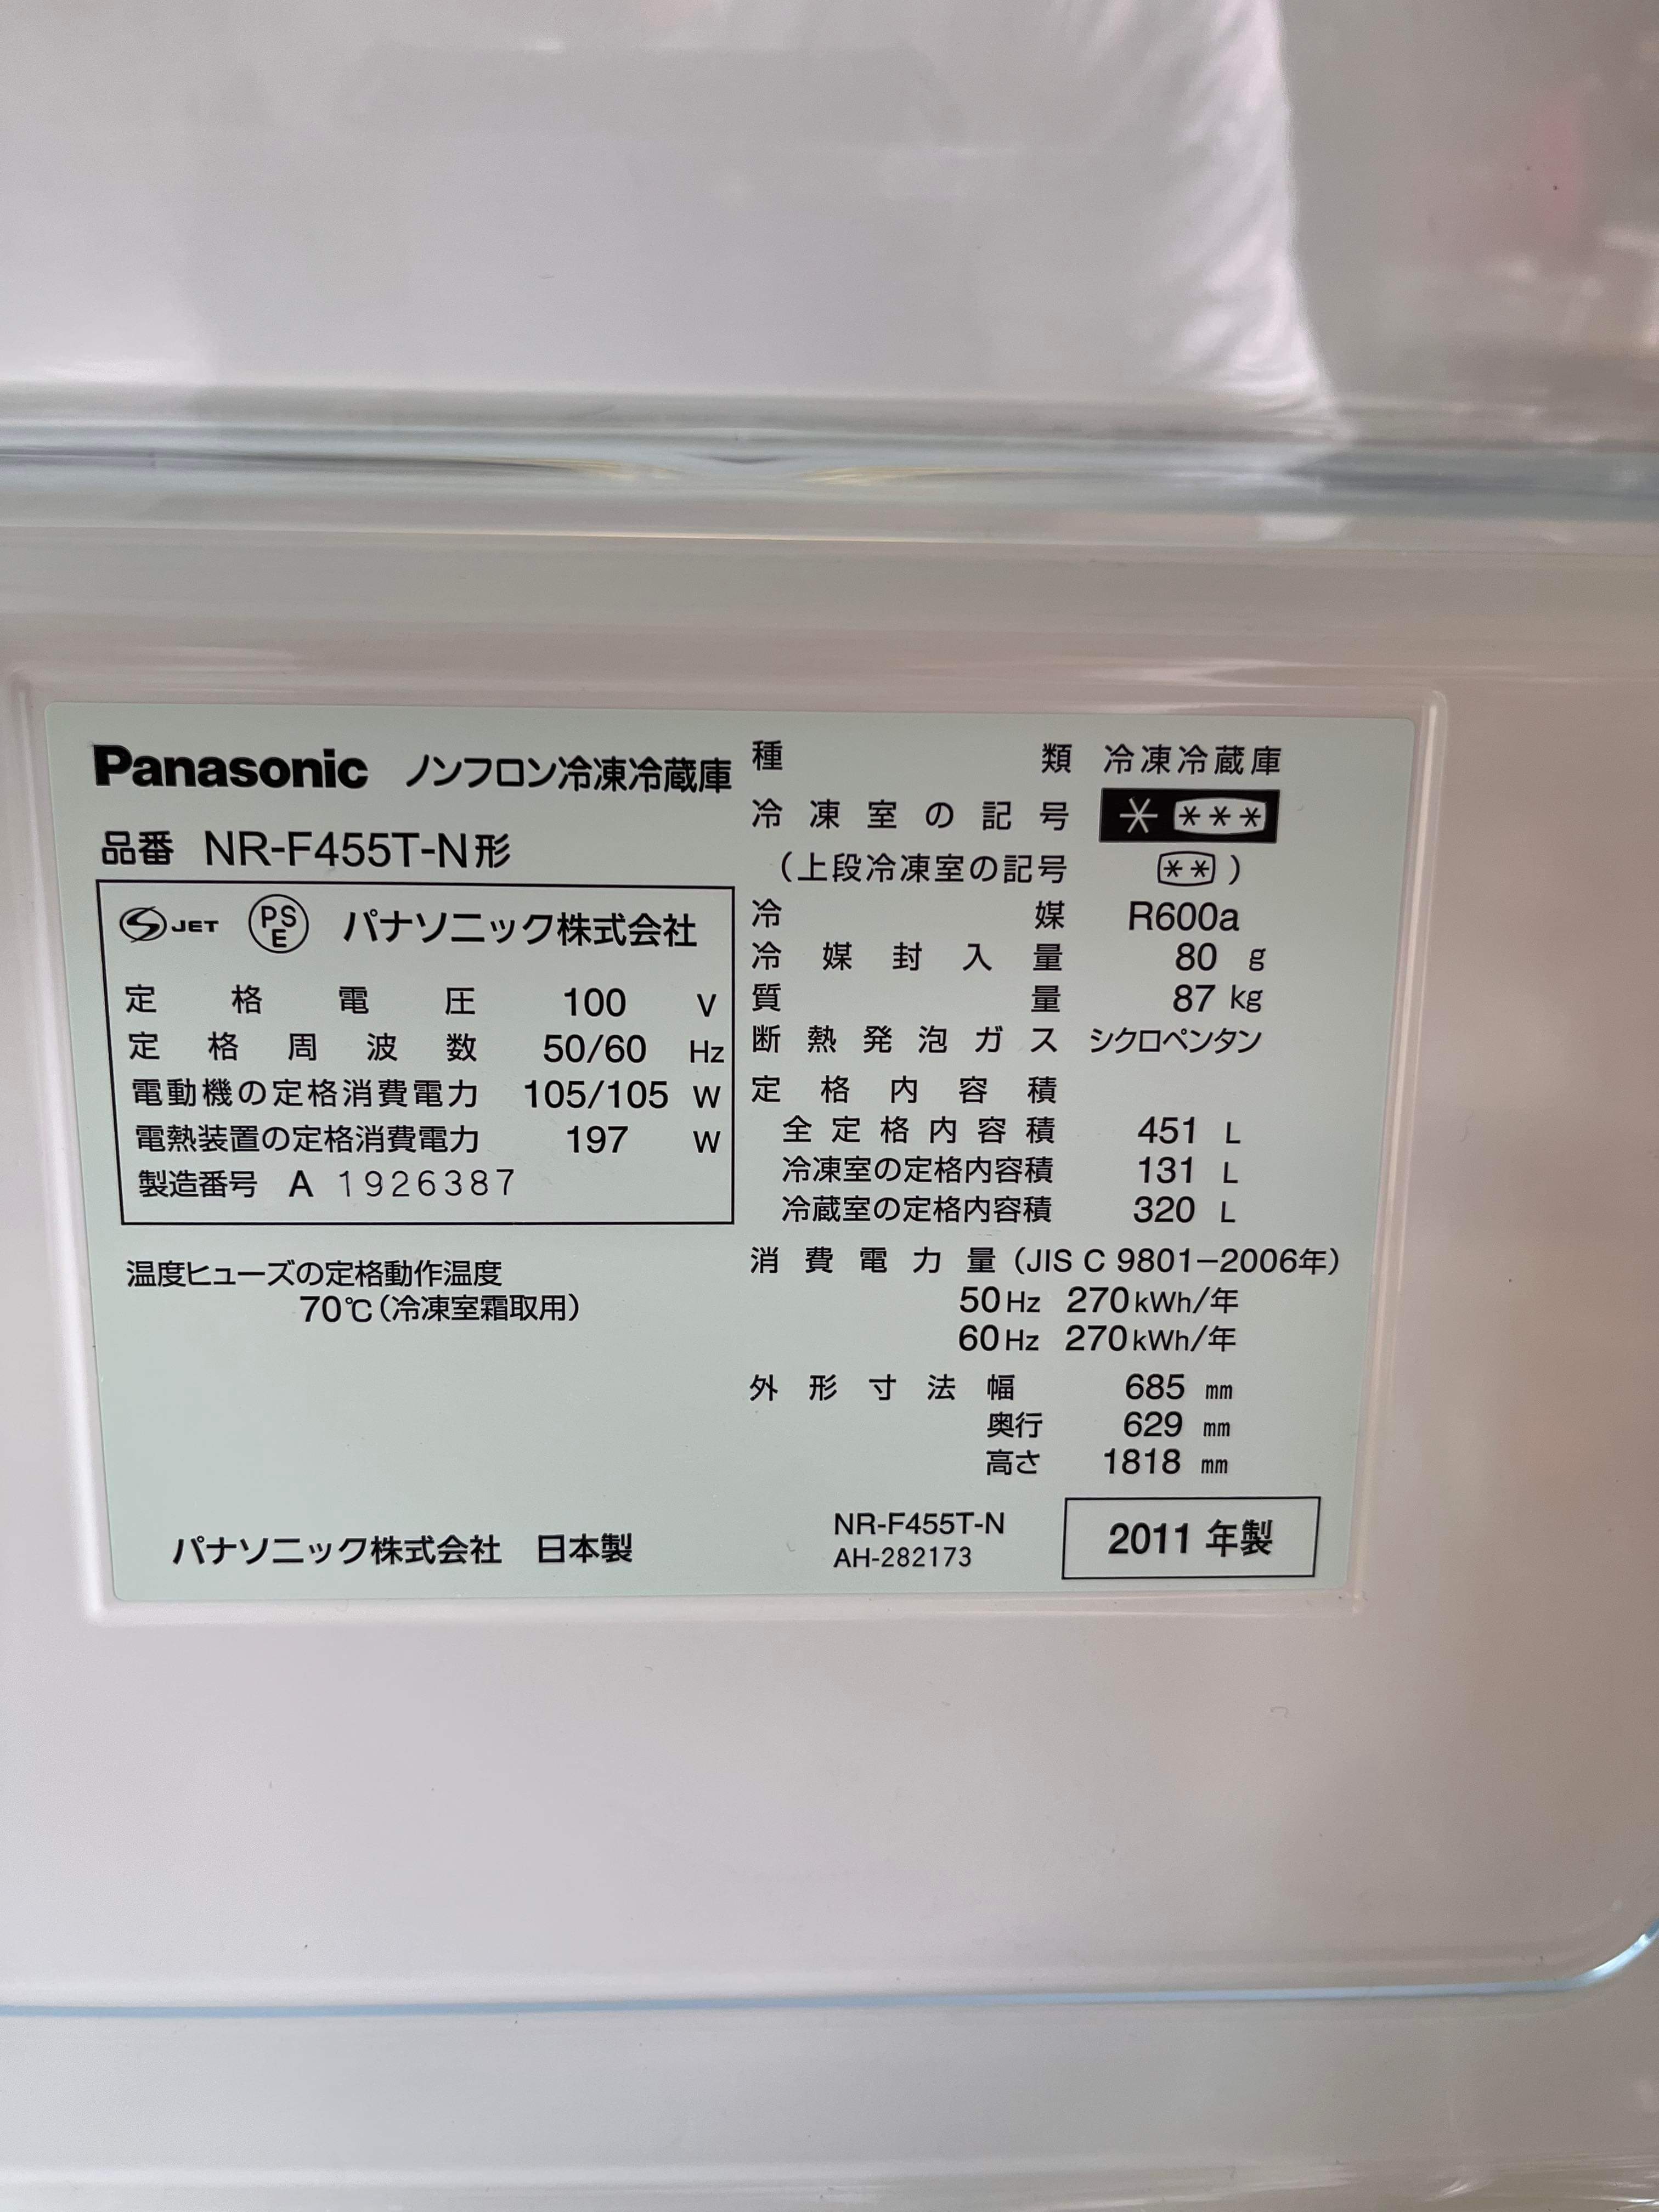 Panasonic ノンフロン冷凍冷蔵庫
品番 NR-F455T-N形
JET PSE パナソニック株式会社
定格電圧 100 V
定格周波数 50/60 Hz
電動機の定格消費電力 105/105 W
電熱装置の定格消費電力 197 W
製造番号 A 1926387
温度ヒューズの定格動作温度
70℃(冷凍室霜取用)
パナソニック株式会社 日本製
種類 冷凍冷蔵庫
冷凍室の記号 * ***
(上段冷凍室の記号 **)
冷媒 R600a
冷媒封入量 80 g
質量 87 kg
断熱発泡ガス シクロペンタン
定格内容積
全定格内容積 451 L
冷凍室の定格内容積 131 L
冷蔵室の定格内容積 320 L
消費電力量(JIS C 9801-2006年)
50Hz 270kWh/年
60Hz 270kWh/年
外形寸法 幅 685 mm
奥行 629 mm
高さ 1818 mm
NR-F455T-N
AH-282173
2011 年製